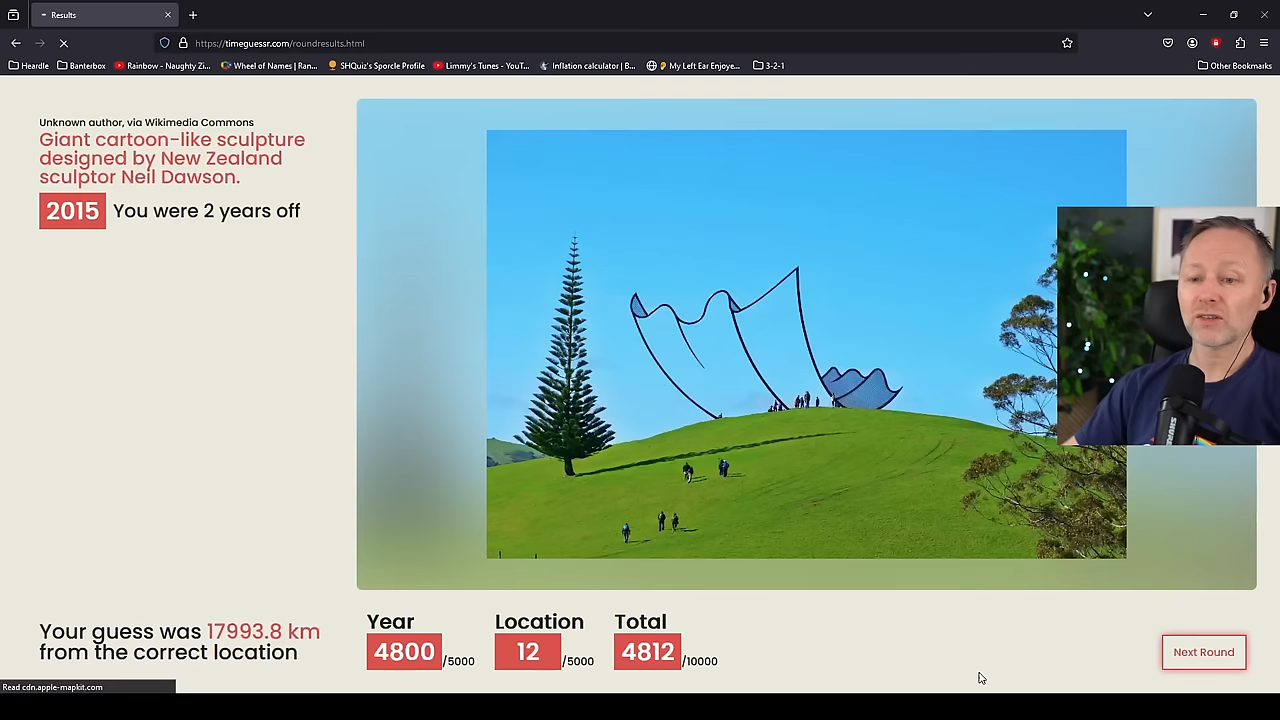 Results
https://timeguessr.com/roundresults.html
Heardle
Banterbox
Rainbow - Naughty Zi...
Wheel of Names | Ran...
SHQuiz's Sporcle Profile
Limmy's Tunes - YouT...
Inflation calculator | B...
My Left Ear Enjoye...
3-2-1
Other Bookmarks
Unknown author, via Wikimedia Commons
Giant cartoon-like sculpture
designed by New Zealand
sculptor Neil Dawson.
2015 You were 2 years off
Your guess was 17993.8 km
from the correct location
Year
4800 /5000
Location
12 /5000
Total
4812 /10000
Next Round
Read cdn.apple-mapkit.com